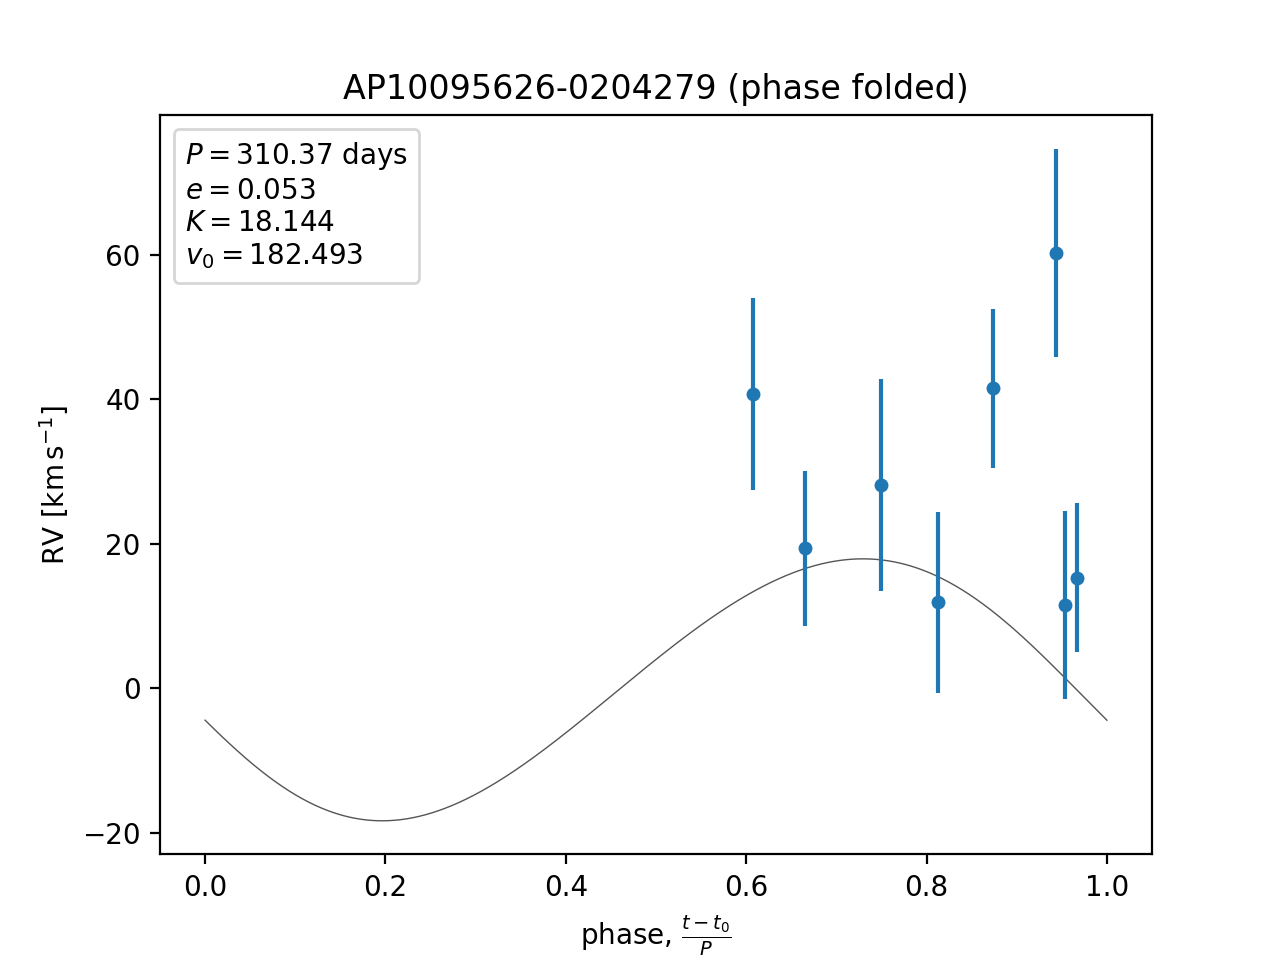 AP10095626-0204279 (phase folded)
P = 310.37 days
e = 0.053
K = 18.144
v₀ = 182.493
60
40
20
0
−20
RV [km s⁻¹]
0.0 0.2 0.4 0.6 0.8 1.0
phase, (t − t₀)/P